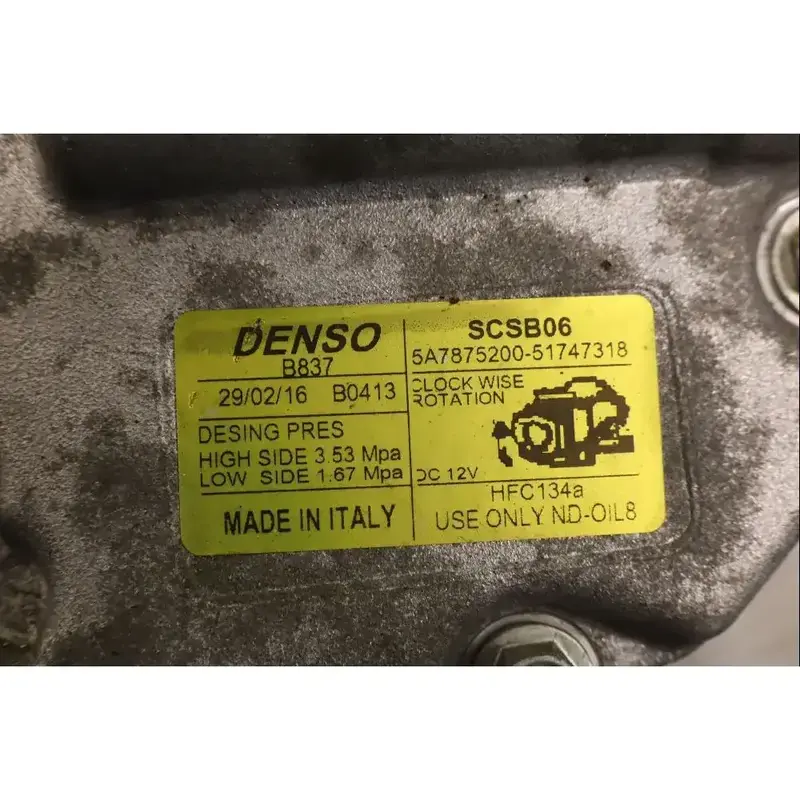 DENSO
B837
29/02/16 B0413
DESING PRES
HIGH SIDE 3.53 Mpa
LOW SIDE 1.67 Mpa
MADE IN ITALY
SCSB06
5A7875200-51747318
CLOCK WISE
ROTATION
DC 12V
HFC134a
USE ONLY ND-OIL8